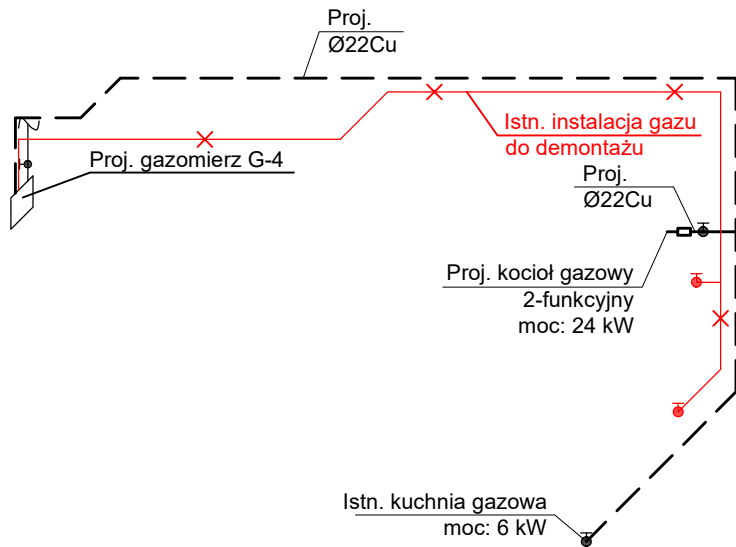 Proj.
Ø22Cu
Istn. instalacja gazu
do demontażu
Proj. gazomierz G-4
Proj.
Ø22Cu
Proj. kocioł gazowy
2-funkcyjny
moc: 24 kW
Istn. kuchnia gazowa
moc: 6 kW